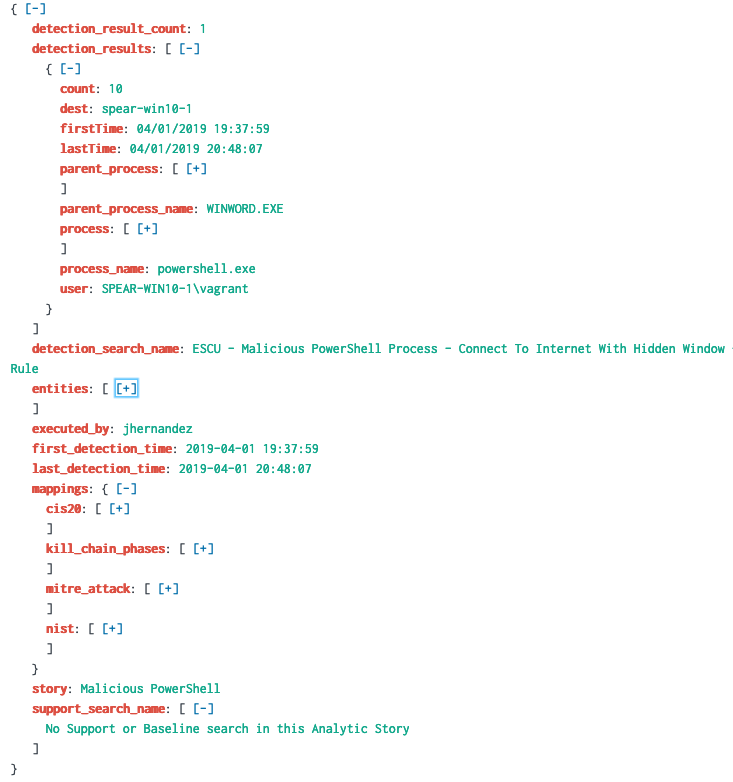 { [-]
detection_result_count: 1
detection_results: [ [-]
{ [-]
count: 10
dest: spear-win10-1
firstTime: 04/01/2019 19:37:59
lastTime: 04/01/2019 20:48:07
parent_process: [ [+]
]
parent_process_name: WINWORD.EXE
process: [ [+]
]
process_name: powershell.exe
user: SPEAR-WIN10-1\vagrant
}
]
detection_search_name: ESCU - Malicious PowerShell Process - Connect To Internet With Hidden Window -
Rule
entities: [ [+]
]
executed_by: jhernandez
first_detection_time: 2019-04-01 19:37:59
last_detection_time: 2019-04-01 20:48:07
mappings: { [-]
cis20: [ [+]
]
kill_chain_phases: [ [+]
]
mitre_attack: [ [+]
]
nist: [ [+]
]
}
story: Malicious PowerShell
support_search_name: [ [-]
No Support or Baseline search in this Analytic Story
]
}